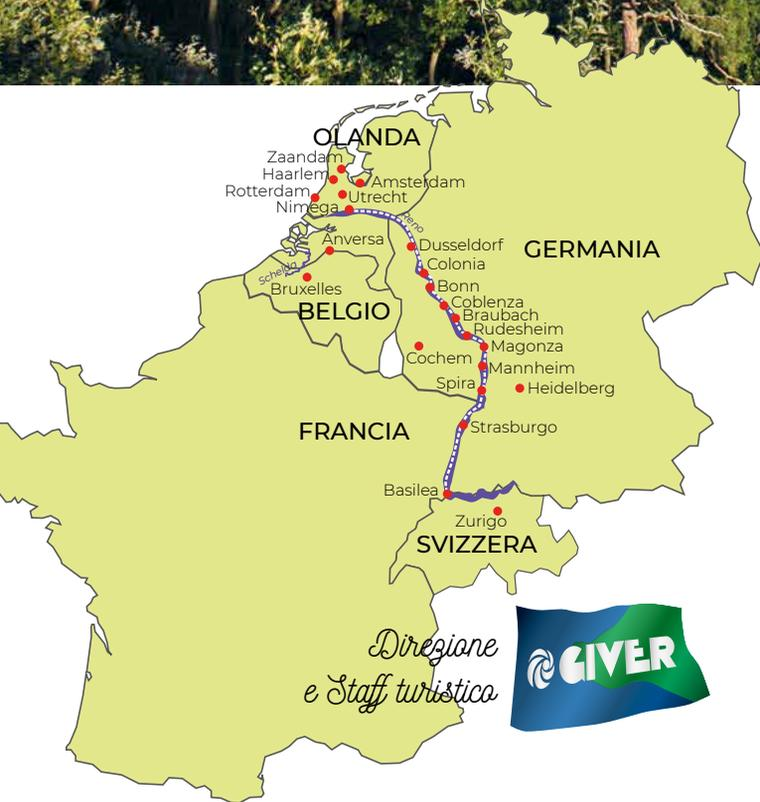 OLANDA
Zaandam
Haarlem
Amsterdam
Rotterdam
Utrecht
Nimega
Reno
Anversa
Dusseldorf
GERMANIA
Schelda
Colonia
Bruxelles
Bonn
Coblenza
BELGIO
Braubach
Rudesheim
Magonza
Cochem
Mannheim
Spira
Heidelberg
FRANCIA
Strasburgo
Basilea
Zurigo
SVIZZERA
Direzione
e Staff turistico
GIVER